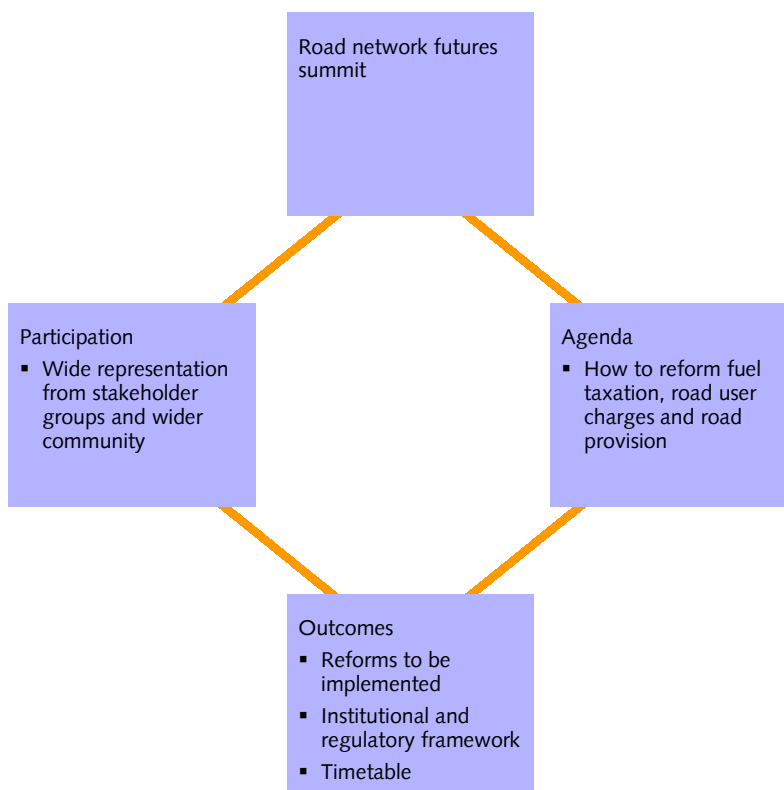 Road network futures
summit
Participation
▪ Wide representation
from stakeholder
groups and wider
community
Agenda
▪ How to reform fuel
taxation, road user
charges and road
provision
Outcomes
▪ Reforms to be
implemented
▪ Institutional and
regulatory framework
▪ Timetable